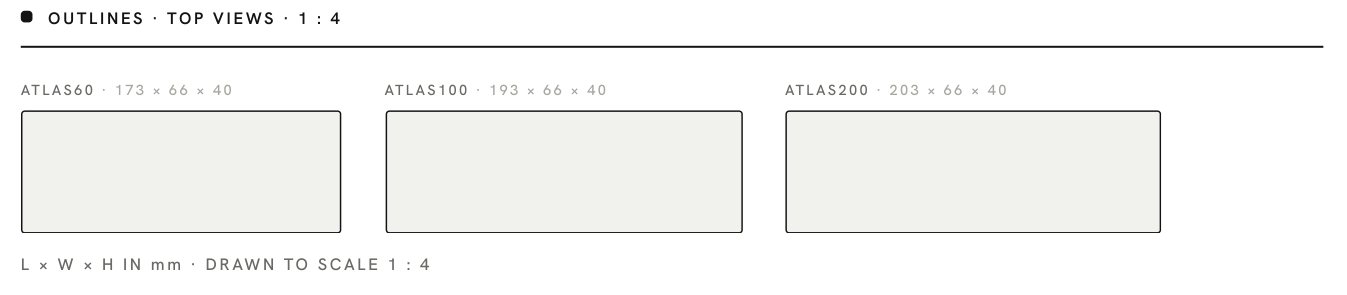 OUTLINES · TOP VIEWS · 1 : 4
ATLAS60 · 173 × 66 × 40
ATLAS100 · 193 × 66 × 40
ATLAS200 · 203 × 66 × 40
L × W × H IN mm · DRAWN TO SCALE 1 : 4